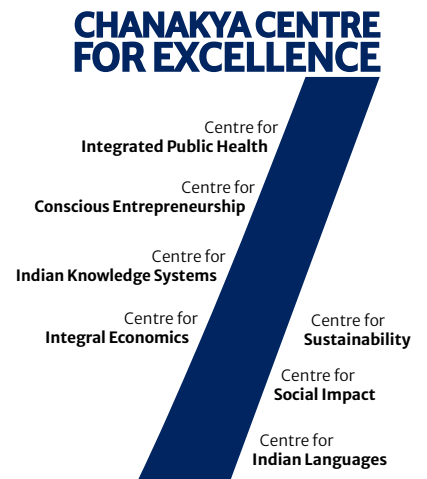 CHANAKYA CENTRE
FOR EXCELLENCE
Centre for
Integrated Public Health
Centre for
Conscious Entrepreneurship
Centre for
Indian Knowledge Systems
Centre for
Integral Economics
Centre for
Sustainability
Centre for
Social Impact
Centre for
Indian Languages